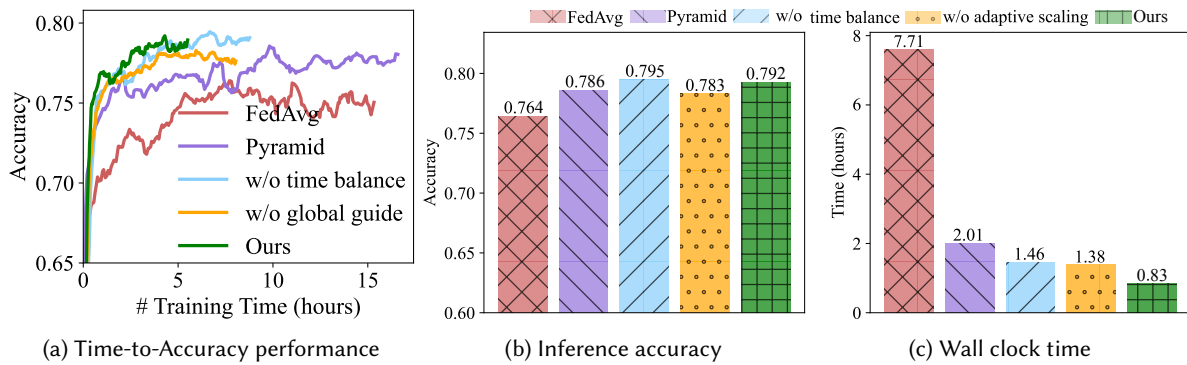 0.80
0.75
0.70
0.65
Accuracy
0 5 10 15
# Training Time (hours)
FedAvg
Pyramid
w/o time balance
w/o global guide
Ours
(a) Time-to-Accuracy performance
FedAvg Pyramid w/o time balance w/o adaptive scaling Ours
0.80
0.75
0.70
0.65
0.60
Accuracy
0.764 0.786 0.795 0.783 0.792
(b) Inference accuracy
8
6
4
2
0
Time (hours)
7.71 2.01 1.46 1.38 0.83
(c) Wall clock time